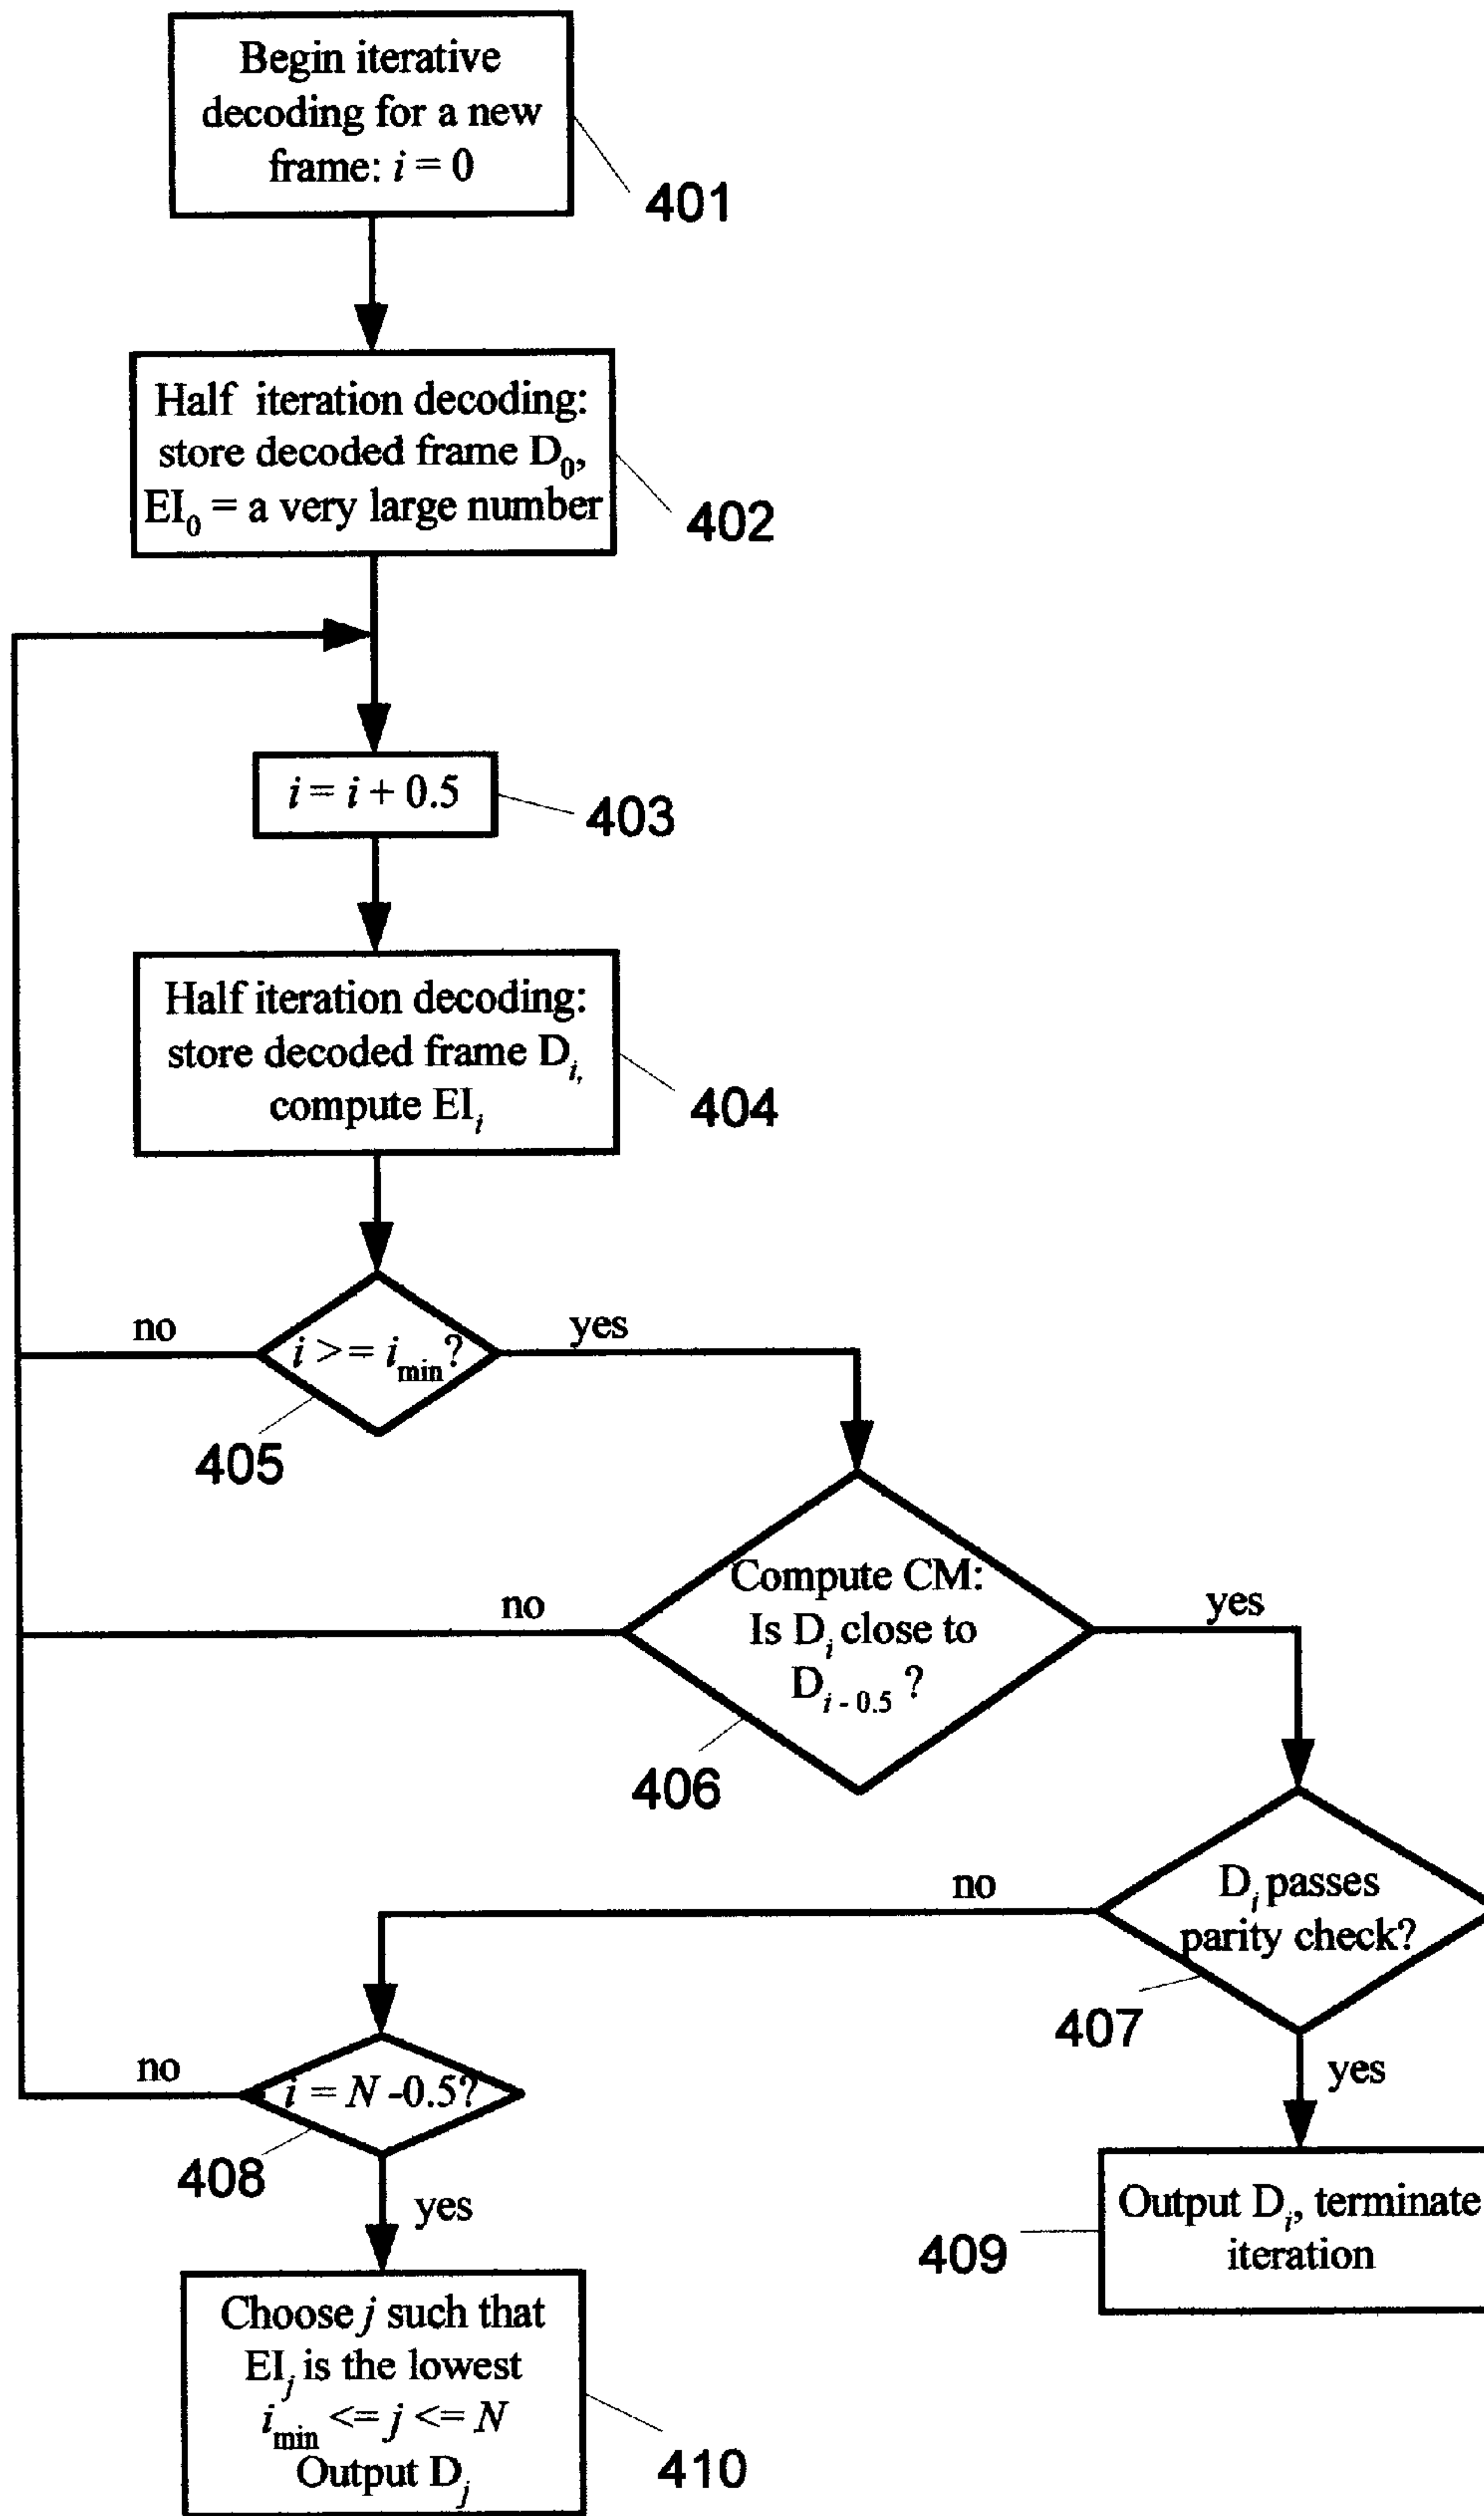 Begin iterative
decoding for a new
frame: i = 0
401
Half iteration decoding:
store decoded frame D0,
EI0 = a very large number
402
i = i + 0.5
403
Half iteration decoding:
store decoded frame Di,
compute EIi
404
no
i >= imin?
yes
405
no
Compute CM:
Is Di close to
Di - 0.5 ?
yes
406
no
Di passes
parity check?
407
yes
no
i = N -0.5?
408
yes
Output Di, terminate
iteration
409
Choose j such that
EIj is the lowest
imin <= j <= N
Output Dj
410